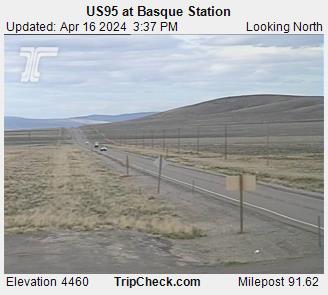 US95 at Basque Station
Updated: Apr 16 2024 3:37 PM Looking North
Elevation 4460 TripCheck.com Milepost 91.62